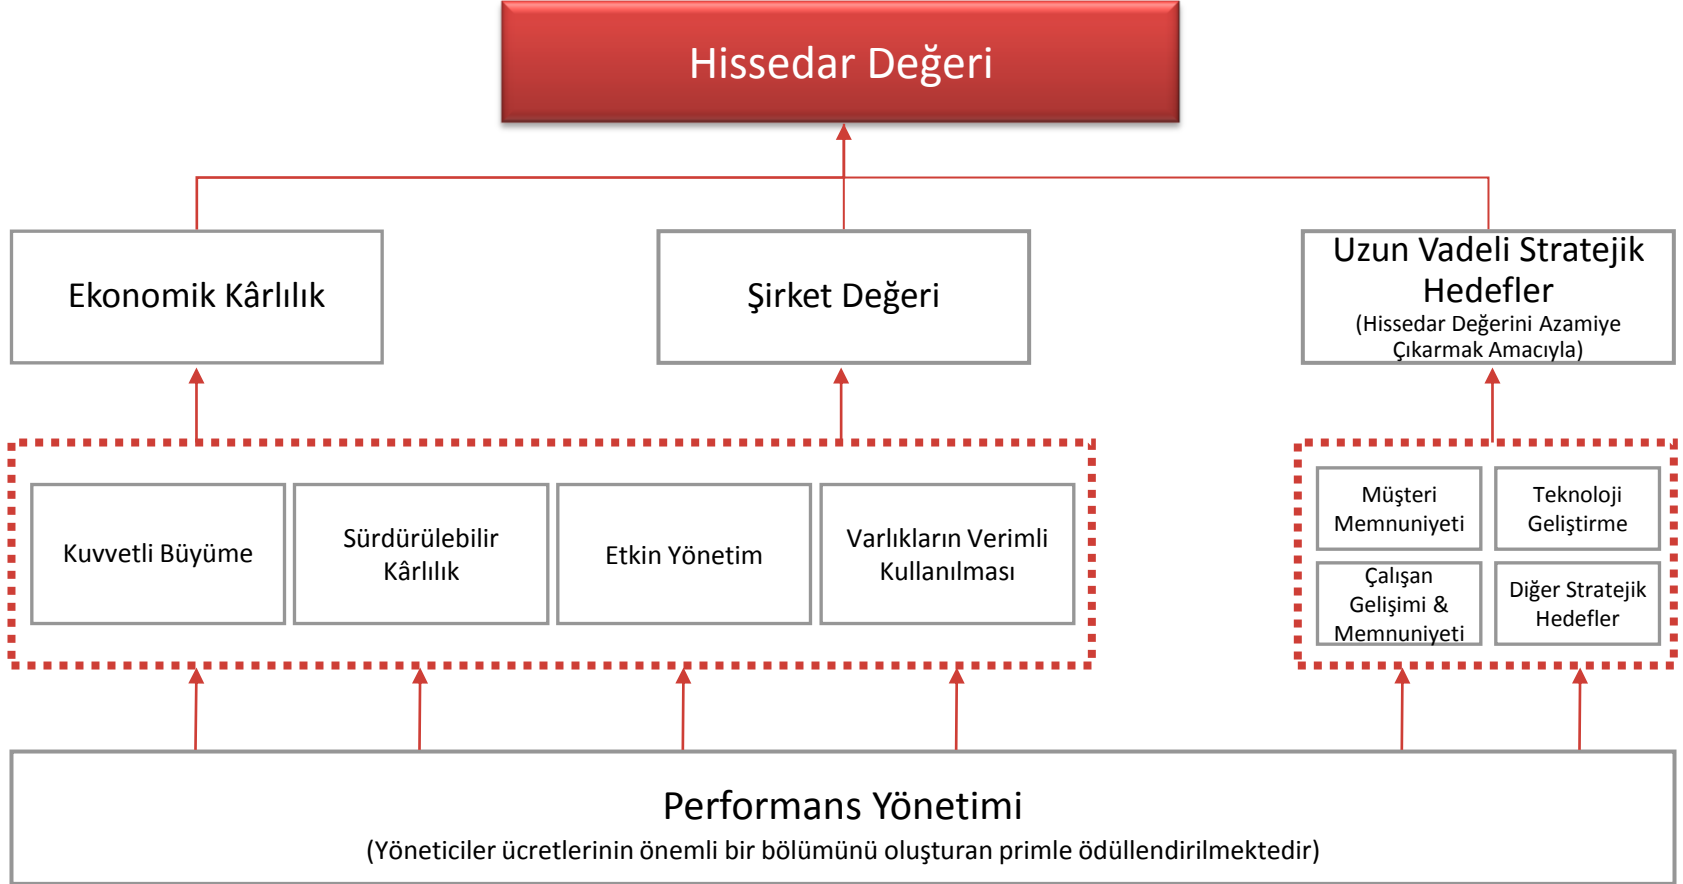 Hissedar Değeri
Ekonomik Kârlılık
Şirket Değeri
Uzun Vadeli Stratejik
Hedefler
(Hissedar Değerini Azamiye
Çıkarmak Amacıyla)
Kuvvetli Büyüme
Sürdürülebilir
Kârlılık
Etkin Yönetim
Varlıkların Verimli
Kullanılması
Müşteri
Memnuniyeti
Teknoloji
Geliştirme
Çalışan
Gelişimi &
Memnuniyeti
Diğer Stratejik
Hedefler
Performans Yönetimi
(Yöneticiler ücretlerinin önemli bir bölümünü oluşturan primle ödüllendirilmektedir)